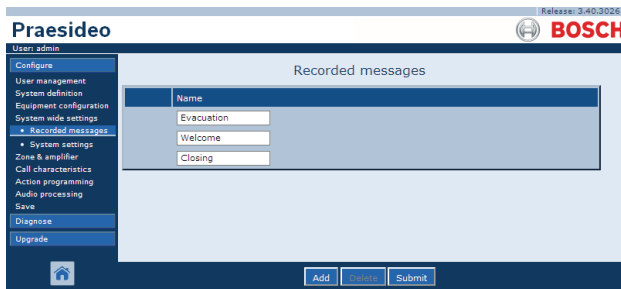 Release: 3.40.3026
Praesideo
BOSCH
User: admin
Configure
User management
System definition
Equipment configuration
System wide settings
• Recorded messages
• System settings
Zone & amplifier
Call characteristics
Action programming
Audio processing
Save
Diagnose
Upgrade
Recorded messages
Name
Evacuation
Welcome
Closing
Add Delete Submit